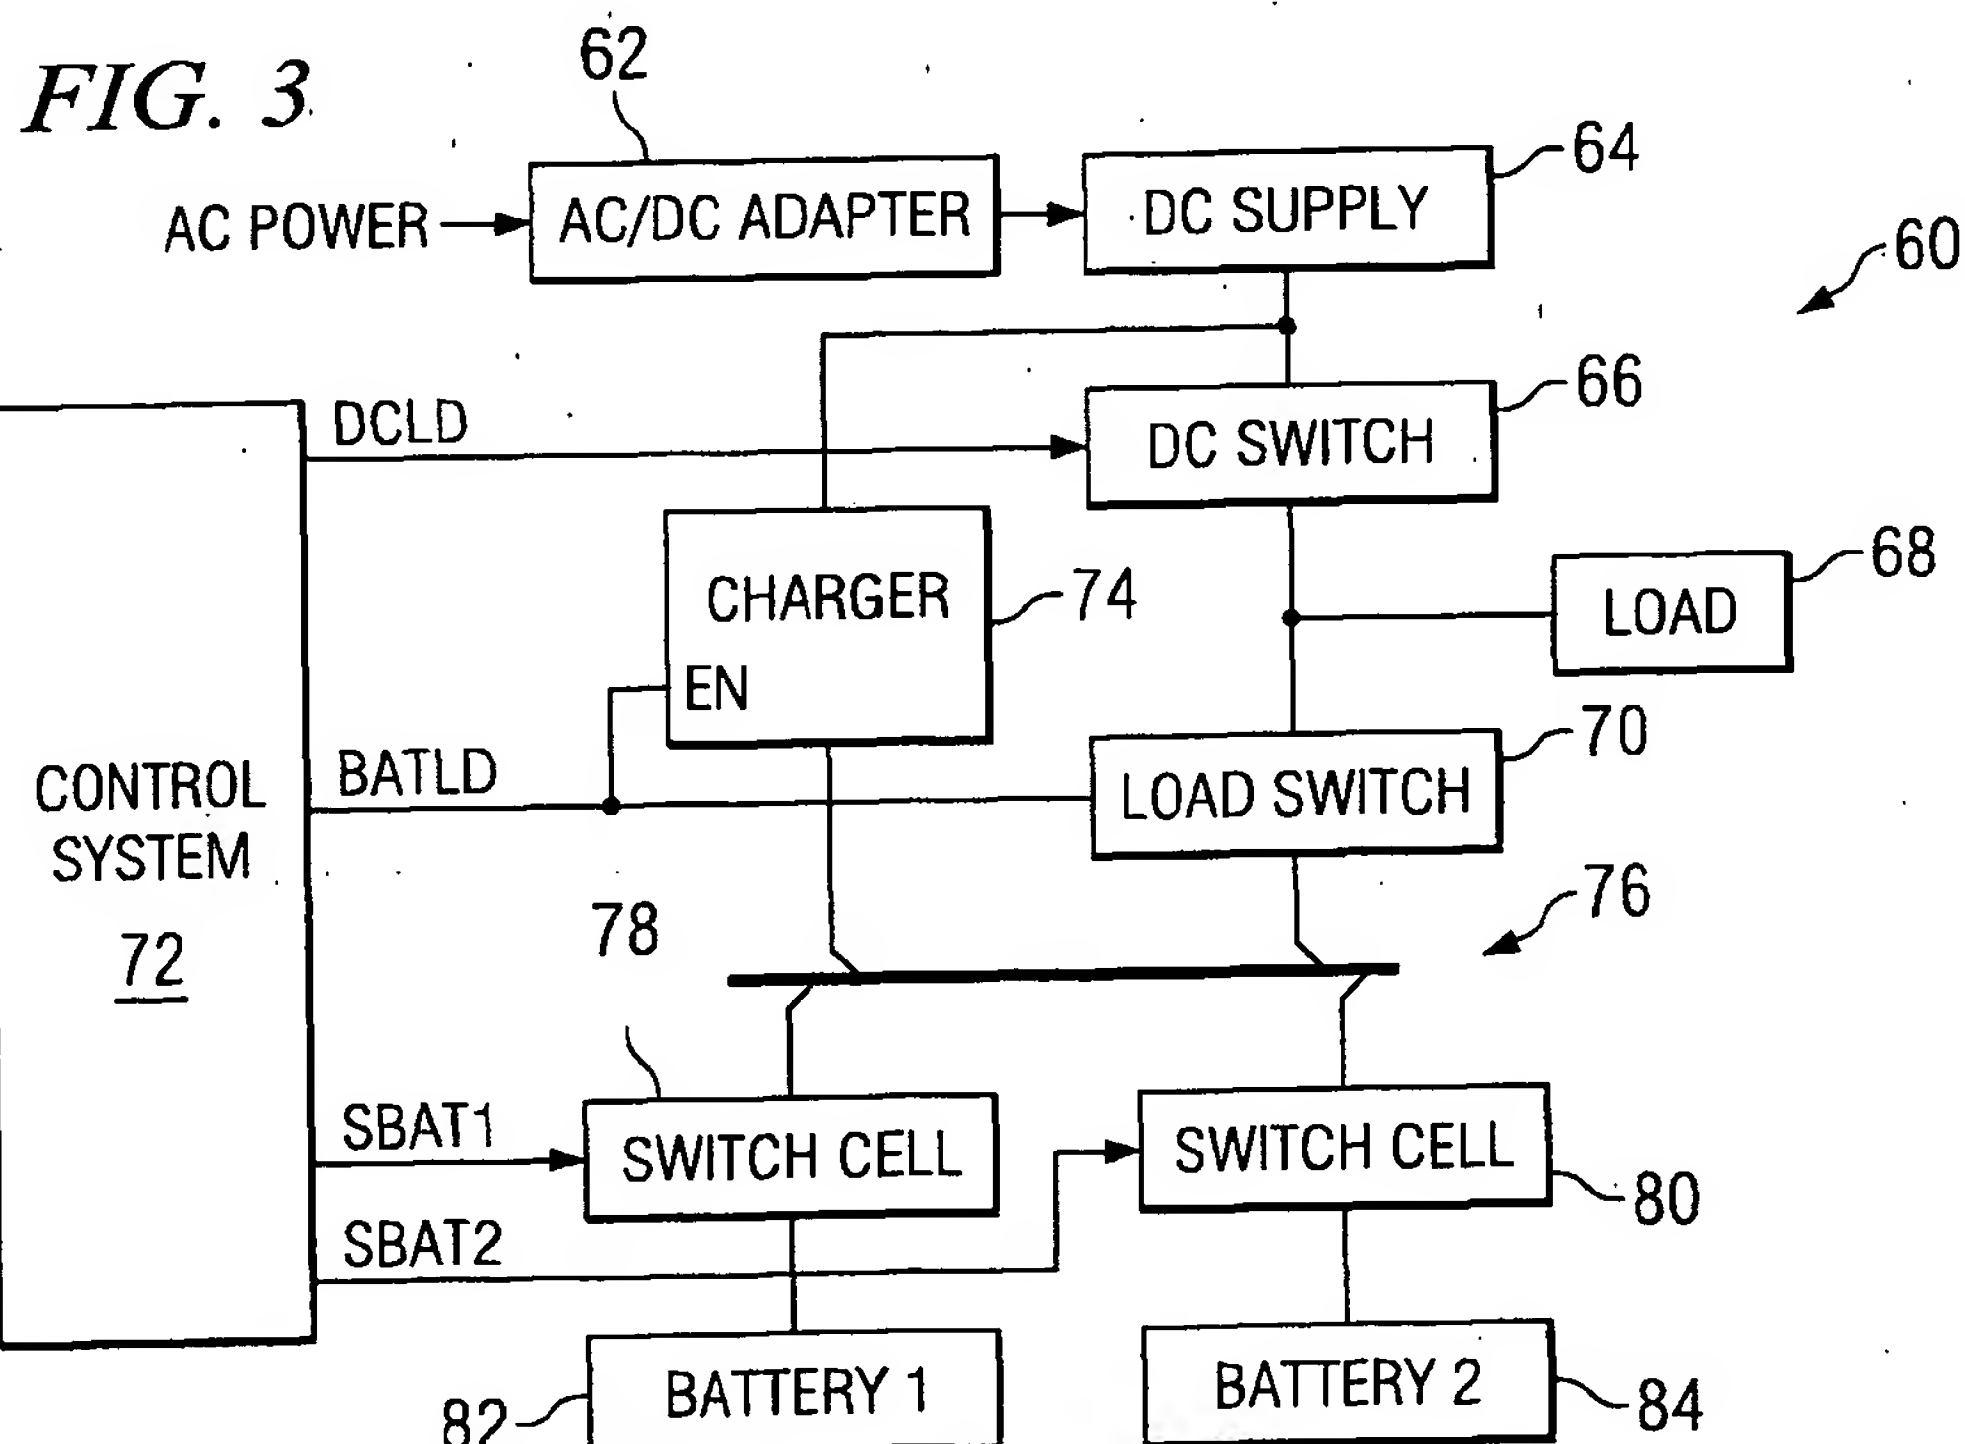 FIG. 3
62
AC POWER
AC/DC ADAPTER
DC SUPPLY
64
60
DCLD
DC SWITCH
66
CHARGER
74
EN
LOAD
68
CONTROL
SYSTEM
72
BATLD
LOAD SWITCH
70
76
78
SBAT1
SWITCH CELL
SWITCH CELL
80
SBAT2
BATTERY 1
82
BATTERY 2
84